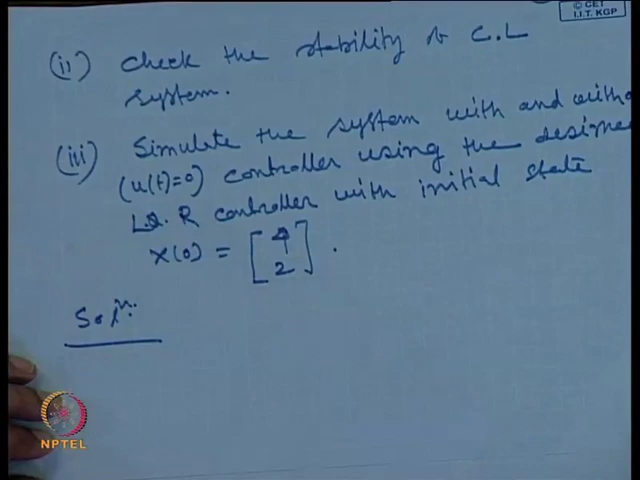 © CET
I.I.T. KGP
(ii) Check the stability of C.L
system.
(iii) Simulate the system with and witho
(u(t)=0) controller using the designe
L.Q.R controller with initial state
x(0) = [4
2] .
Soln:
NPTEL